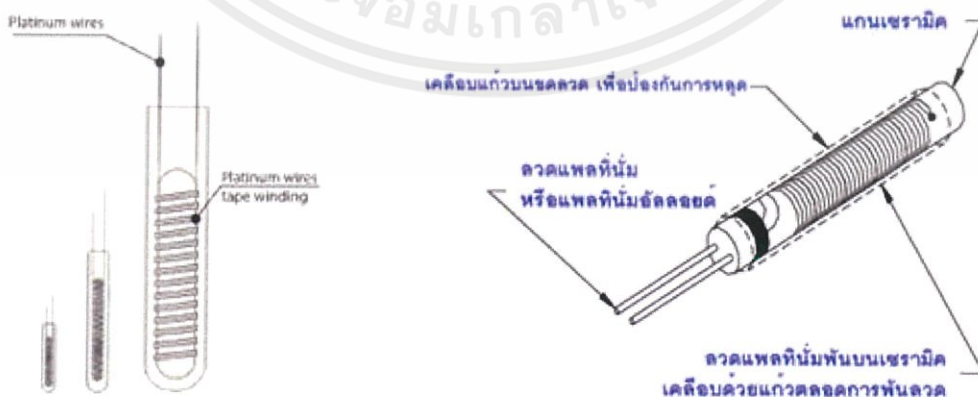 Platinum wires
Platinum wires
tape winding
แกนเซรามิค
เคลือบแก้วบนขดลวด เพื่อป้องกันการหลุด
ลวดแพลทินั่ม
หรือแพลทินั่มอัลลอยด์
ลวดแพลทินั่มพันบนเซรามิค
เคลือบด้วยแก้วตลอดการพันลวด